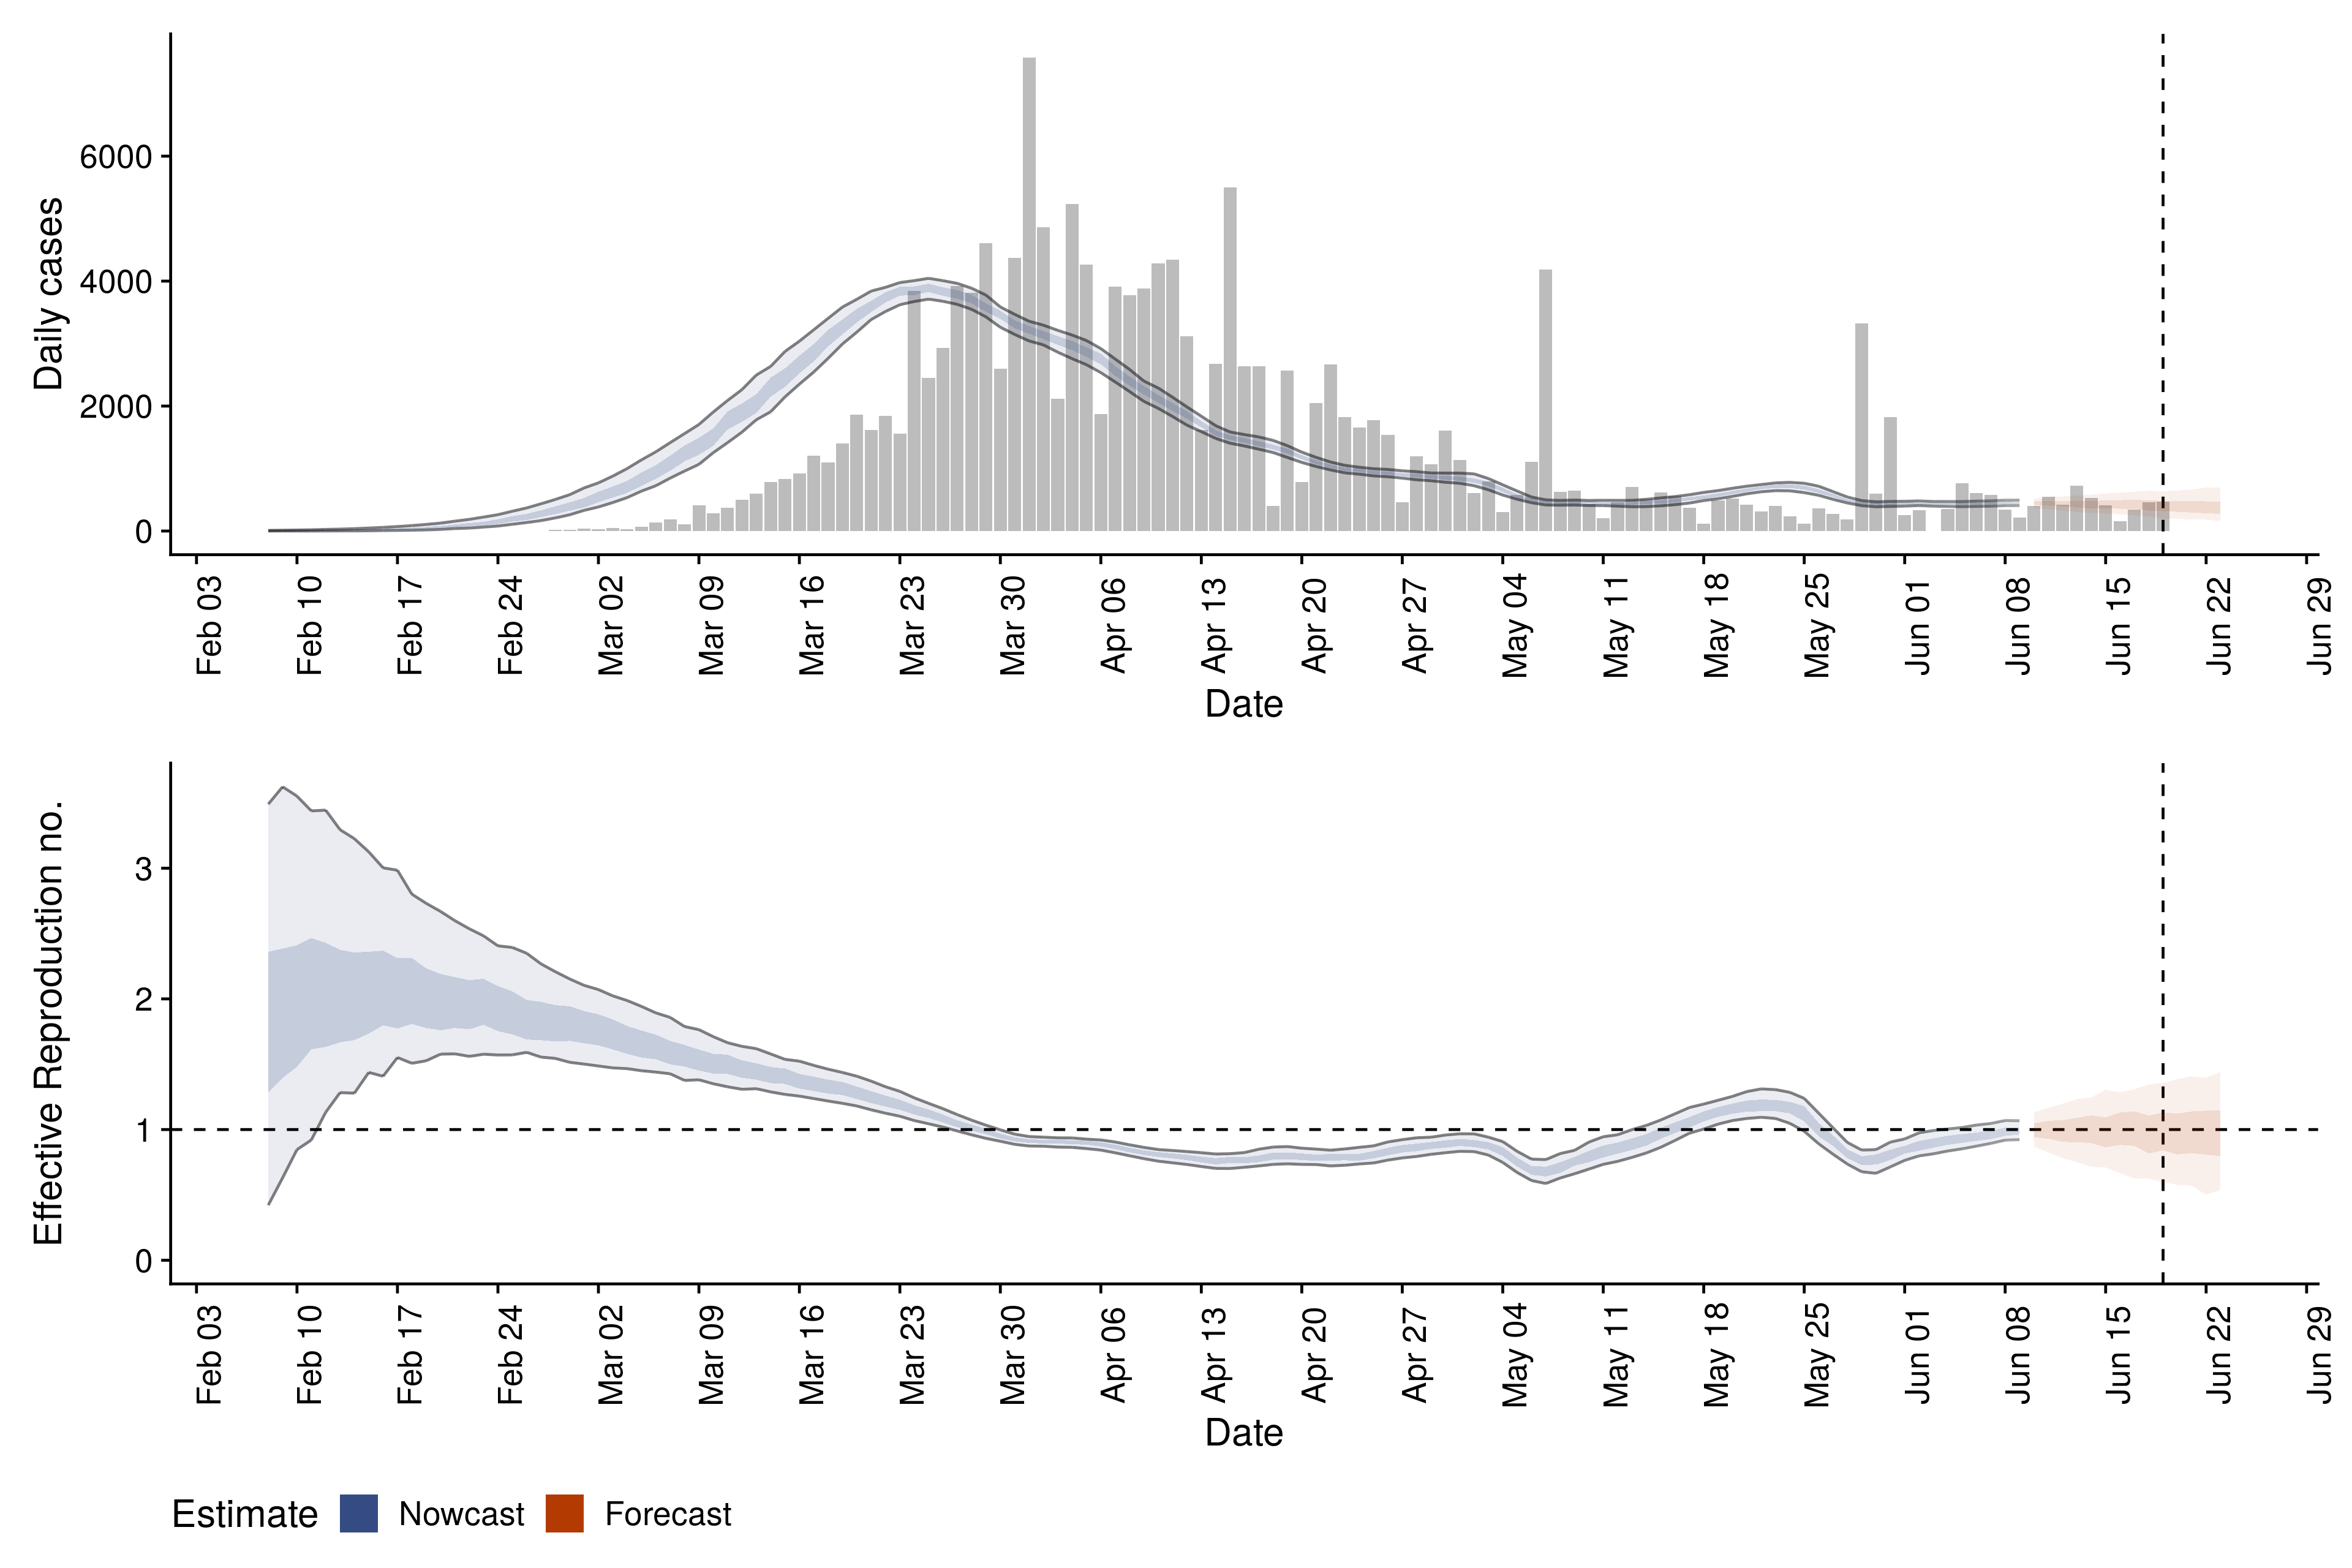 Daily cases
6000
4000
2000
0
Feb 03 Feb 10 Feb 17 Feb 24 Mar 02 Mar 09 Mar 16 Mar 23 Mar 30 Apr 06 Apr 13 Apr 20 Apr 27 May 04 May 11 May 18 May 25 Jun 01 Jun 08 Jun 15 Jun 22 Jun 29
Date
Effective Reproduction no.
3
2
1
0
Feb 03 Feb 10 Feb 17 Feb 24 Mar 02 Mar 09 Mar 16 Mar 23 Mar 30 Apr 06 Apr 13 Apr 20 Apr 27 May 04 May 11 May 18 May 25 Jun 01 Jun 08 Jun 15 Jun 22 Jun 29
Date
Estimate Nowcast Forecast